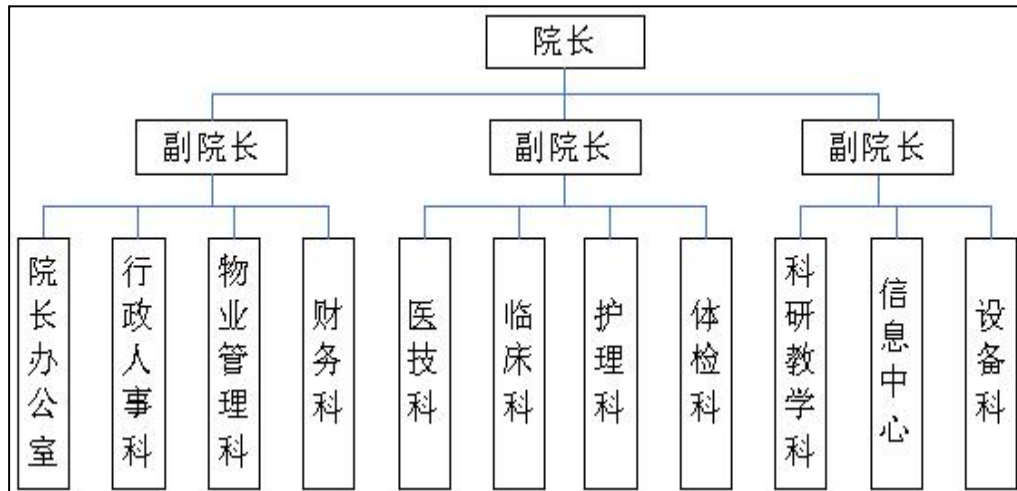 院长
副院长
副院长
副院长
院长办公室
行政人事科
物业管理科
财务科
医技科
临床科
护理科
体检科
科研教学科
信息中心
设备科